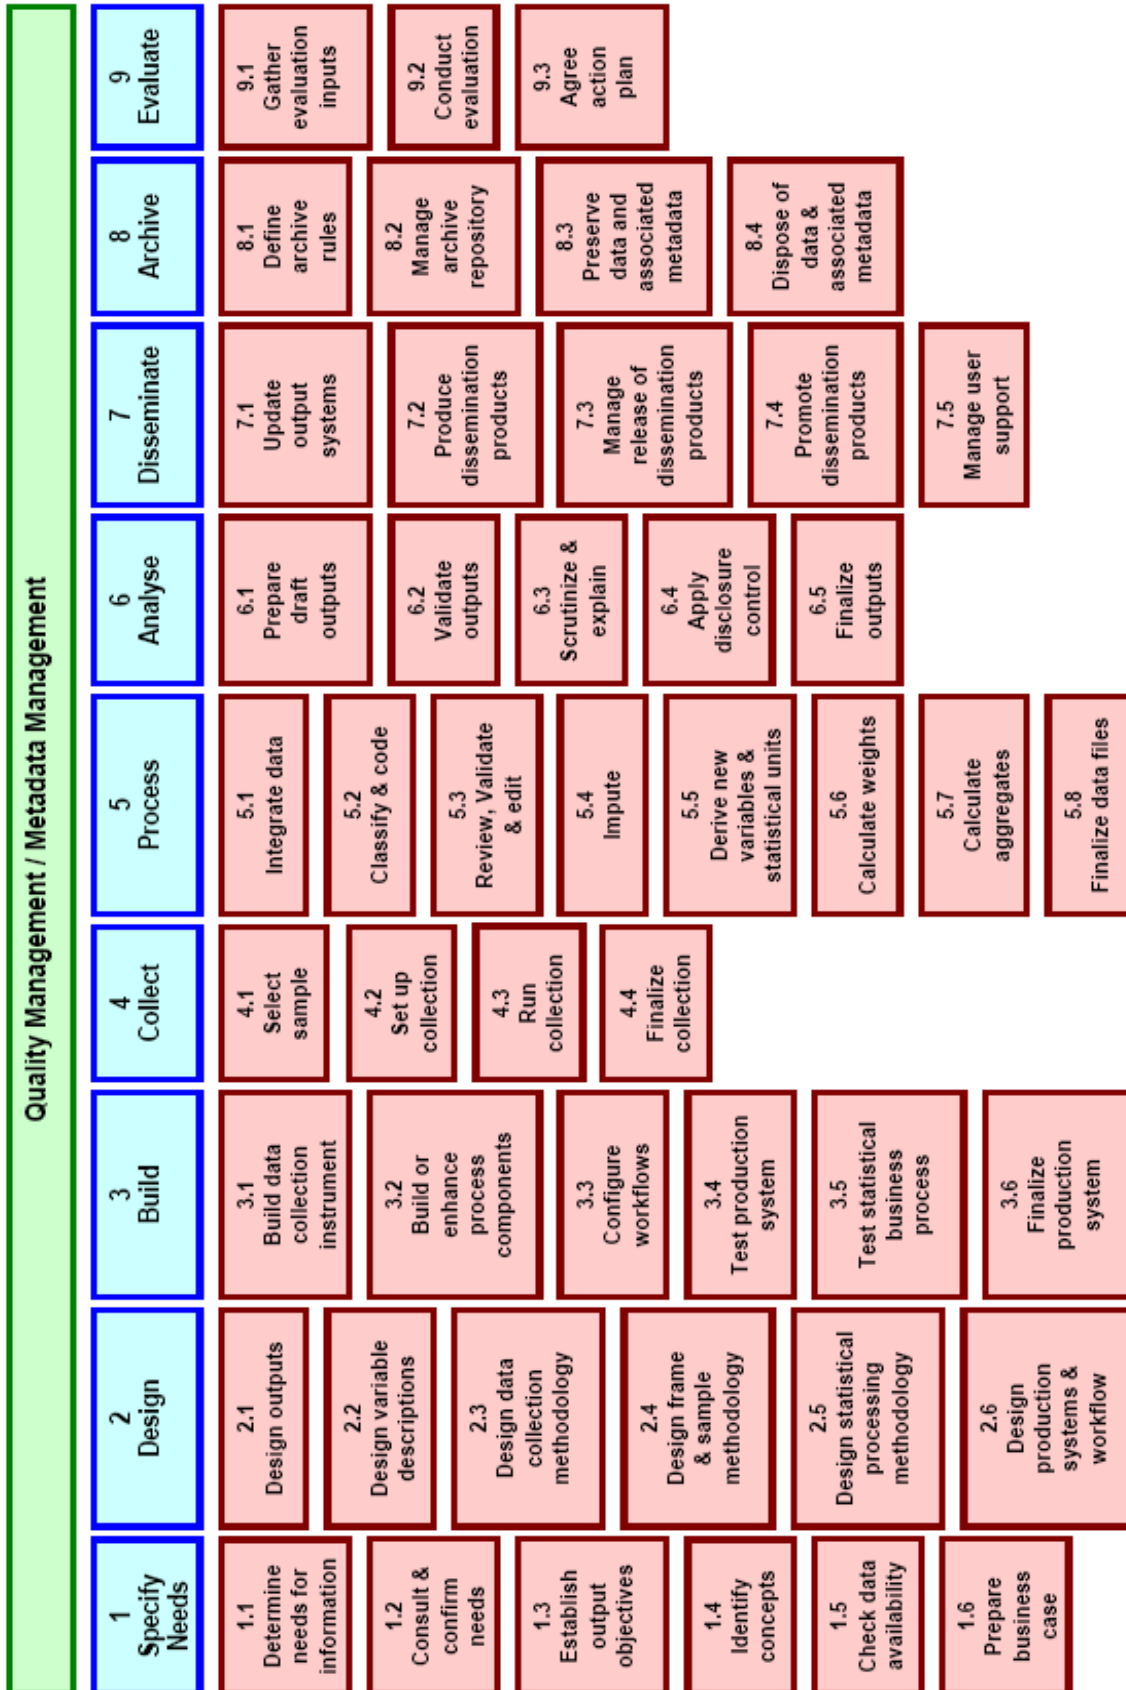 Quality Management / Metadata Management
1
Specify
Needs
1.1
Determine
needs for
information
1.2
Consult &
confirm
needs
1.3
Establish
output
objectives
1.4
Identify
concepts
1.5
Check data
availability
1.6
Prepare
business
case
2
Design
2.1
Design outputs
2.2
Design variable
descriptions
2.3
Design data
collection
methodology
2.4
Design frame
& sample
methodology
2.5
Design statistical
processing
methodology
2.6
Design
production
systems &
workflow
3
Build
3.1
Build data
collection
instrument
3.2
Build or
enhance
process
components
3.3
Configure
workflows
3.4
Test production
system
3.5
Test statistical
business
process
3.6
Finalize
production
system
4
Collect
4.1
Select
sample
4.2
Set up
collection
4.3
Run
collection
4.4
Finalize
collection
5
Process
5.1
Integrate data
5.2
Classify & code
5.3
Review, Validate
& edit
5.4
Impute
5.5
Derive new
variables &
statistical units
5.6
Calculate weights
5.7
Calculate
aggregates
5.8
Finalize data files
6
Analyse
6.1
Prepare
draft
outputs
6.2
Validate
outputs
6.3
Scrutinize &
explain
6.4
Apply
disclosure
control
6.5
Finalize
outputs
7
Disseminate
7.1
Update
output
systems
7.2
Produce
dissemination
products
7.3
Manage
release of
dissemination
products
7.4
Promote
dissemination
products
7.5
Manage user
support
8
Archive
8.1
Define
archive
rules
8.2
Manage
archive
repository
8.3
Preserve
data and
associated
metadata
8.4
Dispose of
data &
associated
metadata
9
Evaluate
9.1
Gather
evaluation
inputs
9.2
Conduct
evaluation
9.3
Agree
action
plan